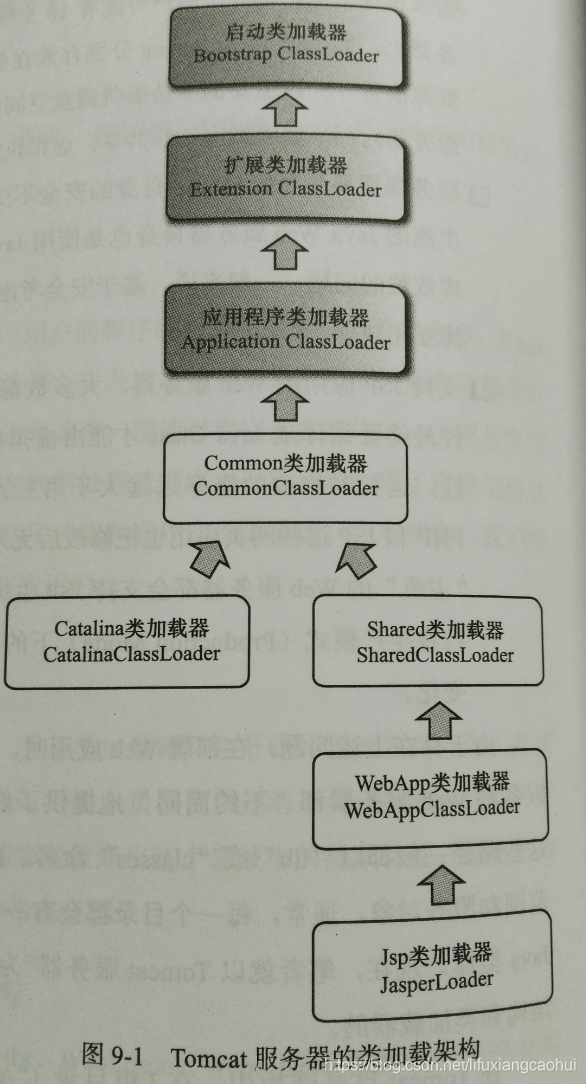 启动类加载器
Bootstrap ClassLoader
扩展类加载器
Extension ClassLoader
应用程序类加载器
Application ClassLoader
Common类加载器
CommonClassLoader
Catalina类加载器
CatalinaClassLoader
Shared类加载器
SharedClassLoader
WebApp类加载器
WebAppClassLoader
Jsp类加载器
JasperLoader
图 9-1 Tomcat 服务器的类加载架构
https://blog.csdn.net/lifuxiangcaohui